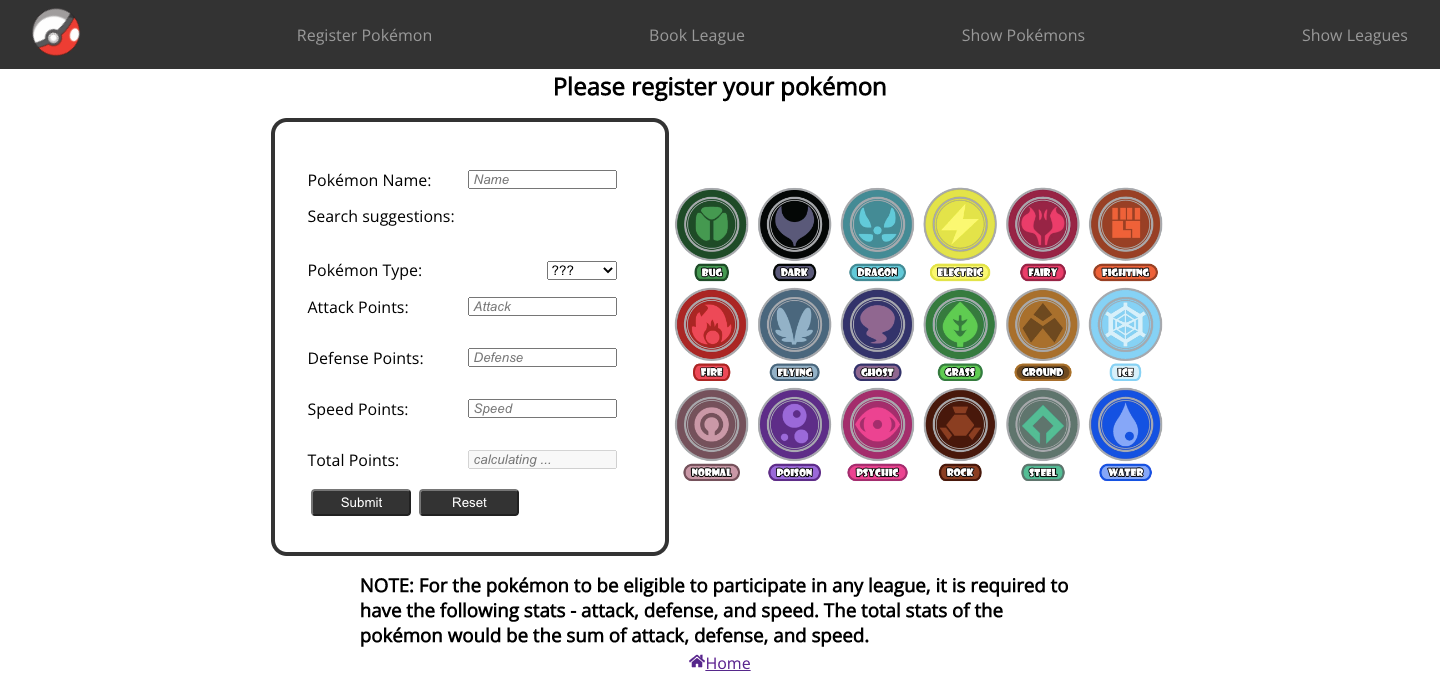 Register Pokémon Book League Show Pokémons Show Leagues
Please register your pokémon
Pokémon Name: Name
Search suggestions:
Pokémon Type: ???
Attack Points: Attack
Defense Points: Defense
Speed Points: Speed
Total Points: calculating ...
Submit Reset
BUG DARK DRAGON ELECTRIC FAIRY FIGHTING
FIRE FLYING GHOST GRASS GROUND ICE
NORMAL POISON PSYCHIC ROCK STEEL WATER
NOTE: For the pokémon to be eligible to participate in any league, it is required to
have the following stats - attack, defense, and speed. The total stats of the
pokémon would be the sum of attack, defense, and speed.
Home